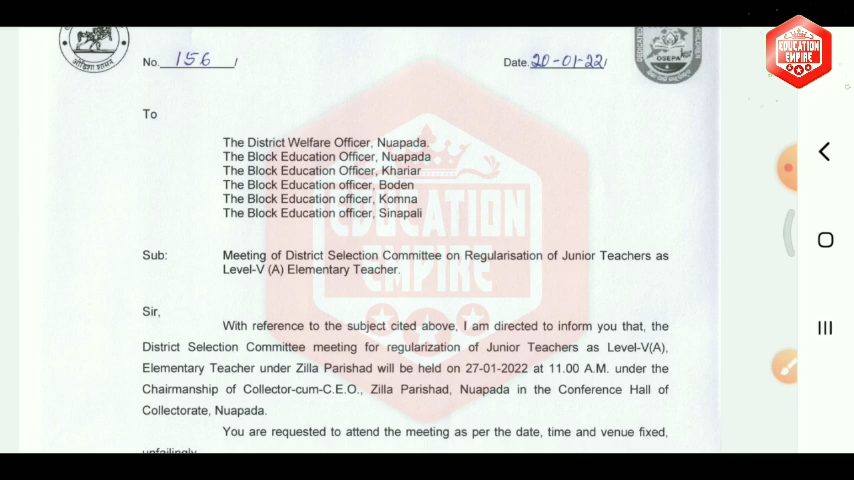 EDUCATION
EMPIRE
ओड़िशा शासन
OSEPA
No. 156/
Date. 20-01-22/
To
The District Welfare Officer, Nuapada.
The Block Education Officer, Nuapada
The Block Education Officer, Khariar
The Block Education officer, Boden
The Block Education officer, Komna
The Block Education officer, Sinapali
EDUCATION
EMPIRE
Sub: Meeting of District Selection Committee on Regularisation of Junior Teachers as
Level-V (A) Elementary Teacher.
Sir,
With reference to the subject cited above, I am directed to inform you that, the
District Selection Committee meeting for regularization of Junior Teachers as Level-V(A),
Elementary Teacher under Zilla Parishad will be held on 27-01-2022 at 11.00 A.M. under the
Chairmanship of Collector-cum-C.E.O., Zilla Parishad, Nuapada in the Conference Hall of
Collectorate, Nuapada.
You are requested to attend the meeting as per the date, time and venue fixed,
unfailingly